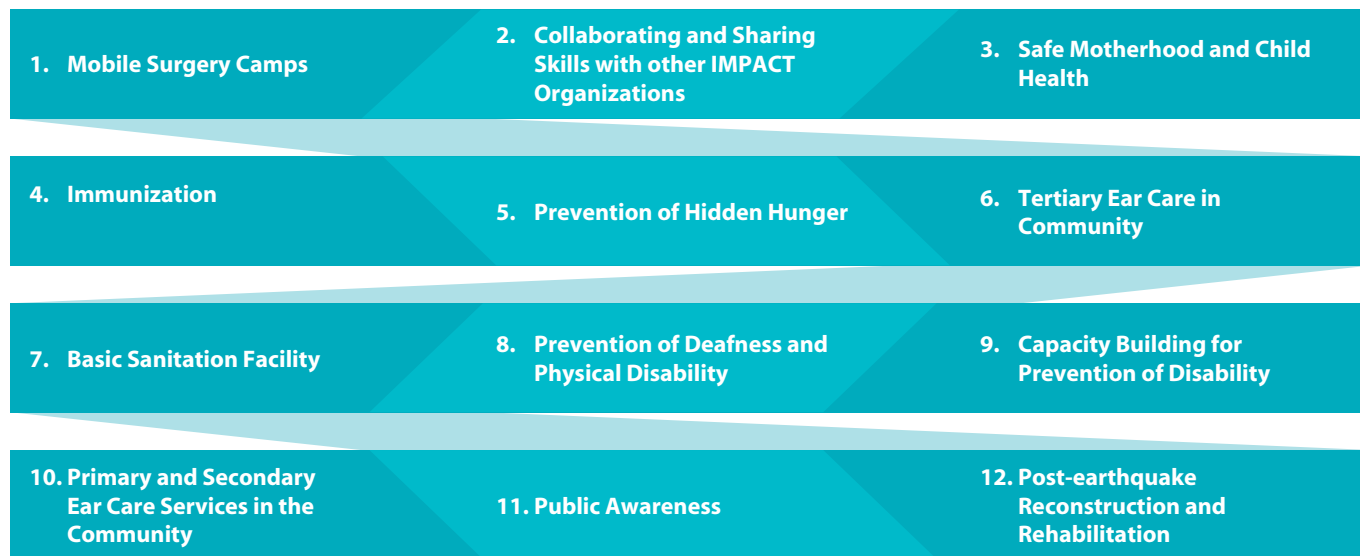 1. Mobile Surgery Camps
2. Collaborating and Sharing
Skills with other IMPACT
Organizations
3. Safe Motherhood and Child
Health
4. Immunization
5. Prevention of Hidden Hunger
6. Tertiary Ear Care in
Community
7. Basic Sanitation Facility
8. Prevention of Deafness and
Physical Disability
9. Capacity Building for
Prevention of Disability
10. Primary and Secondary
Ear Care Services in the
Community
11. Public Awareness
12. Post-earthquake
Reconstruction and
Rehabilitation